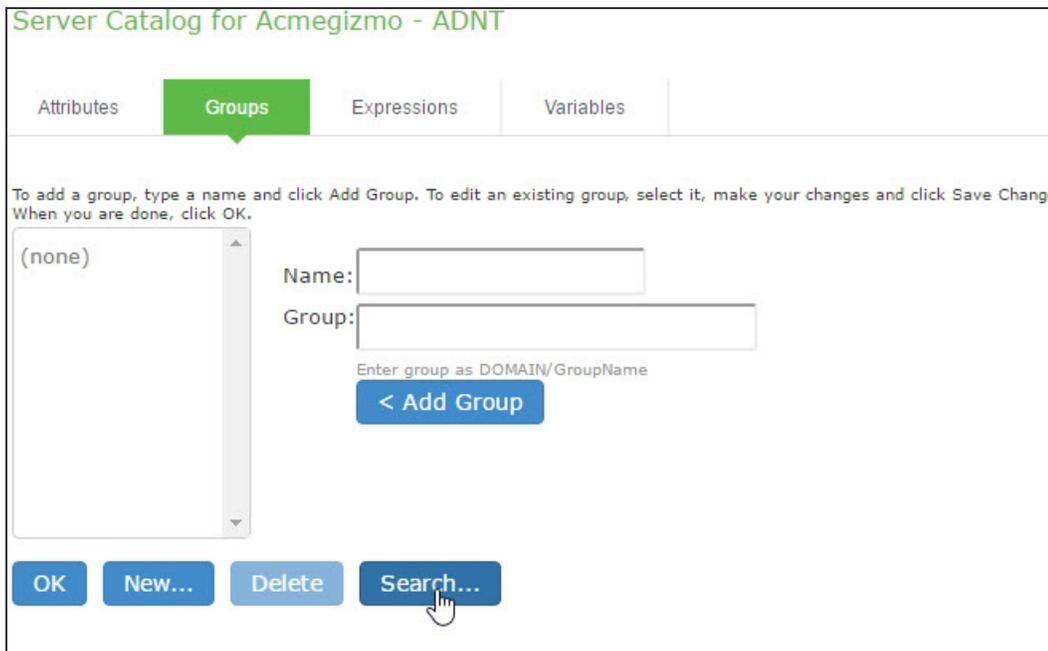 Server Catalog for Acmegizmo - ADNT
Attributes Groups Expressions Variables
To add a group, type a name and click Add Group. To edit an existing group, select it, make your changes and click Save Chang
When you are done, click OK.
(none)
Name:
Group:
Enter group as DOMAIN/GroupName
< Add Group
OK New... Delete Search...